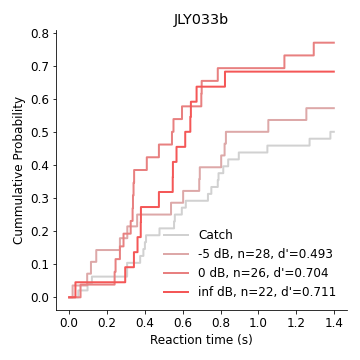 JLY033b
Cummulative Probability
0.8
0.7
0.6
0.5
0.4
0.3
0.2
0.1
0.0
Catch
-5 dB, n=28, d'=0.493
0 dB, n=26, d'=0.704
inf dB, n=22, d'=0.711
0.0 0.2 0.4 0.6 0.8 1.0 1.2 1.4
Reaction time (s)